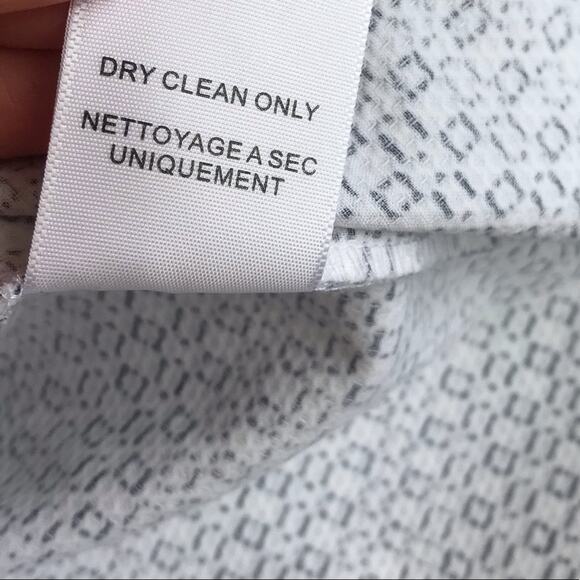 DRY CLEAN ONLY
NETTOYAGE A SEC
UNIQUEMENT